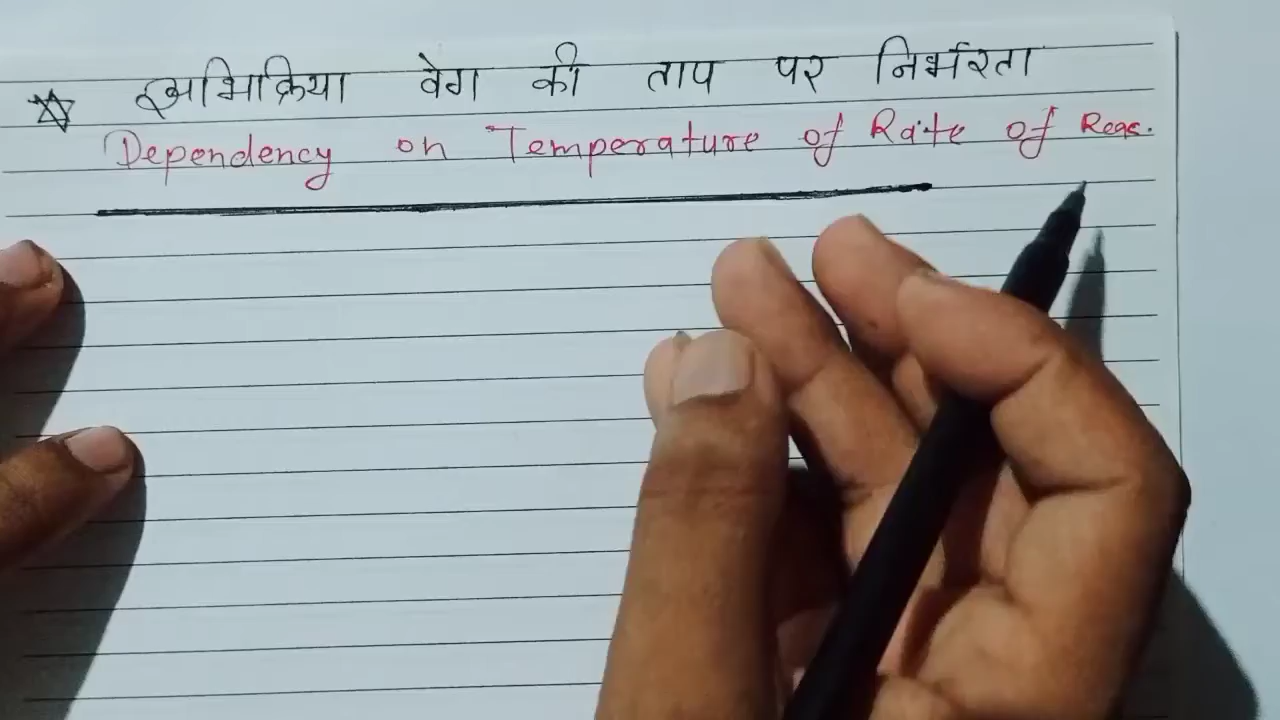 अभिक्रिया वेग की ताप पर निर्भरता
Dependency on Temperature of Rate of Reac.